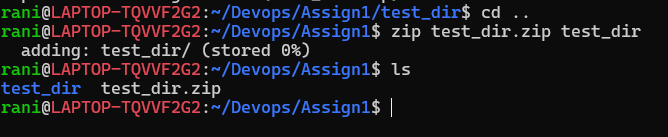 rani@LAPTOP-TQVVF2G2:~/Devops/Assign1/test_dir$ cd ..
rani@LAPTOP-TQVVF2G2:~/Devops/Assign1$ zip test_dir.zip test_dir
  adding: test_dir/ (stored 0%)
rani@LAPTOP-TQVVF2G2:~/Devops/Assign1$ ls
test_dir  test_dir.zip
rani@LAPTOP-TQVVF2G2:~/Devops/Assign1$